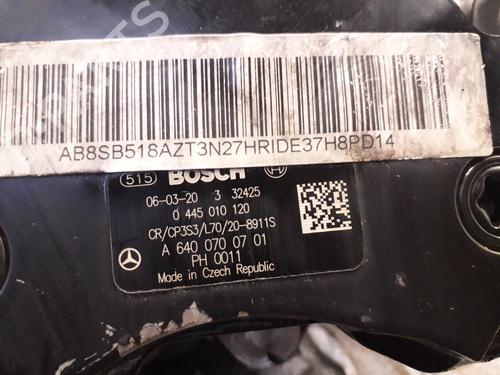 AB8SB518AZT3N27HRIDE37H8PD14
515 BOSCH
06-03-20 3 32425
0 445 010 120
CR/CP3S3/L70/20-8911S
A 640 070 07 01
PH 0011
Made in Czech Republic